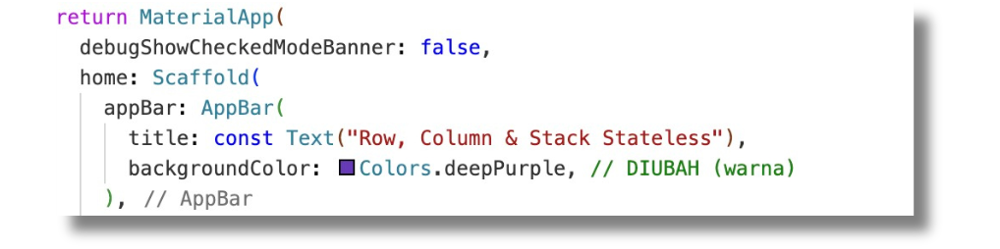 return MaterialApp(
debugShowCheckedModeBanner: false,
home: Scaffold(
appBar: AppBar(
title: const Text("Row, Column & Stack Stateless"),
backgroundColor: Colors.deepPurple, // DIUBAH (warna)
), // AppBar